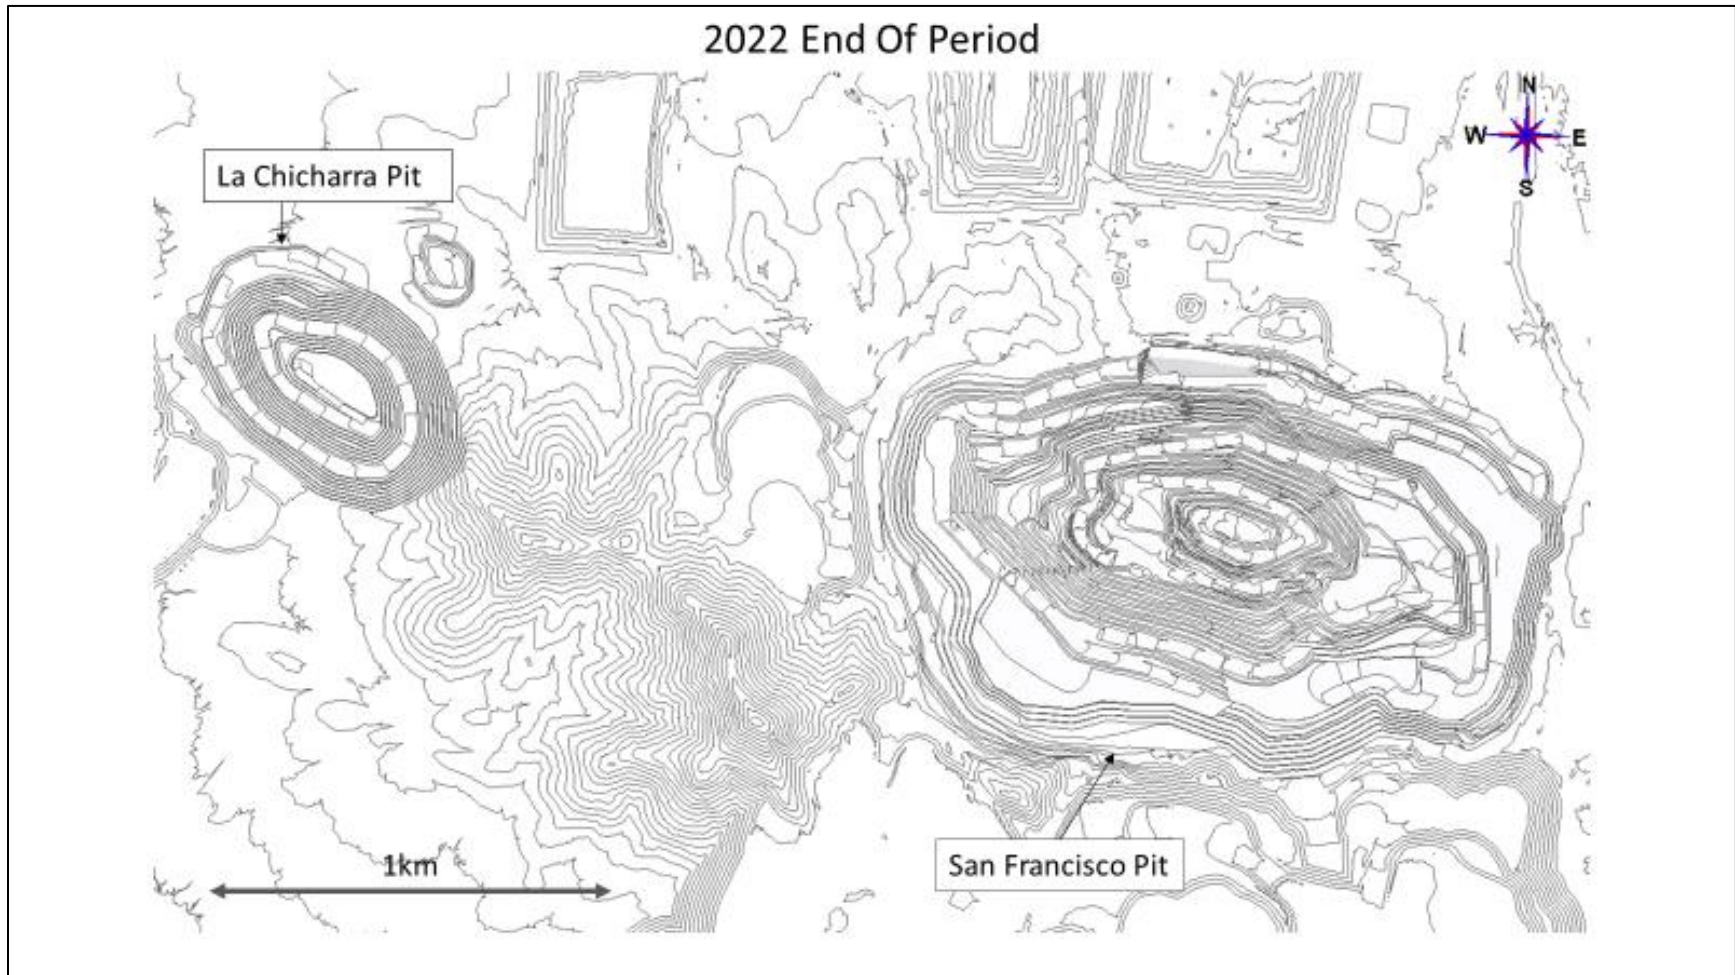 2022 End Of Period
N
W E
S
La Chicharra Pit
1km
San Francisco Pit